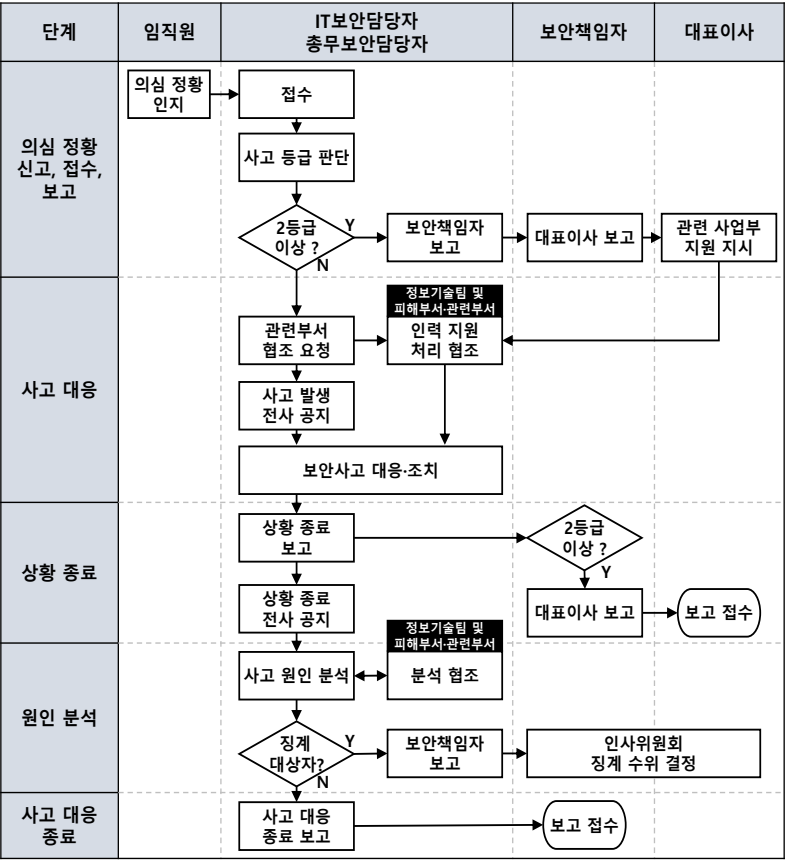 단계
임직원
IT보안담당자
총무보안담당자
보안책임자
대표이사
의심 정황
신고, 접수,
보고
의심 정황
인지
접수
사고 등급 판단
2등급
이상 ?
Y
N
보안책임자
보고
대표이사 보고
관련 사업부
지원 지시
사고 대응
관련부서
협조 요청
정보기술팀 및
피해부서·관련부서
인력 지원
처리 협조
사고 발생
전사 공지
보안사고 대응·조치
상황 종료
상황 종료
보고
2등급
이상 ?
Y
대표이사 보고
보고 접수
상황 종료
전사 공지
원인 분석
사고 원인 분석
정보기술팀 및
피해부서·관련부서
분석 협조
징계
대상자?
Y
N
보안책임자
보고
인사위원회
징계 수위 결정
사고 대응
종료
사고 대응
종료 보고
보고 접수